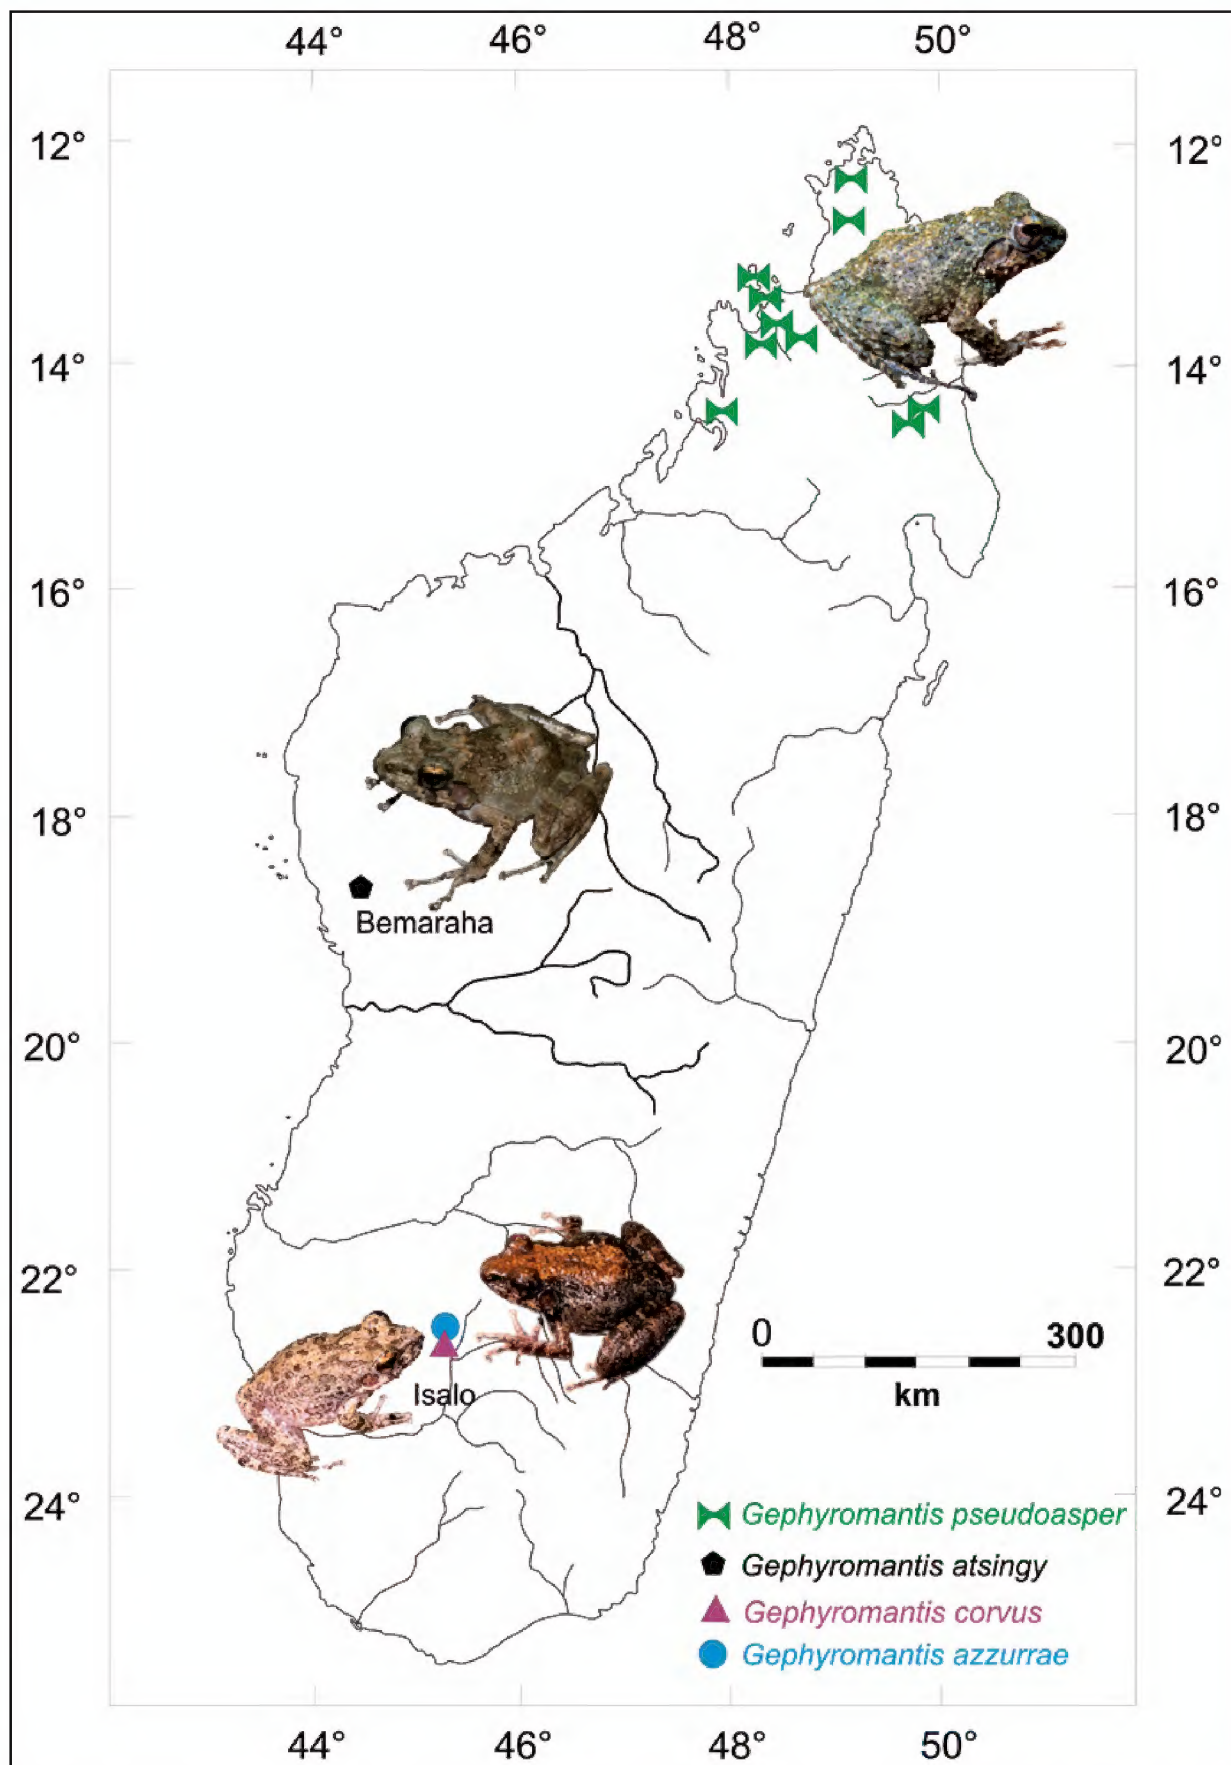 44° 46° 48° 50°
12° 12°
14° 14°
16° 16°
18° 18°
Bemaraha
20° 20°
22° 22°
0 300
km
Isalo
24° 24°
Gephyromantis pseudoasper
Gephyromantis atsingy
Gephyromantis corvus
Gephyromantis azzurrae
44° 46° 48° 50°